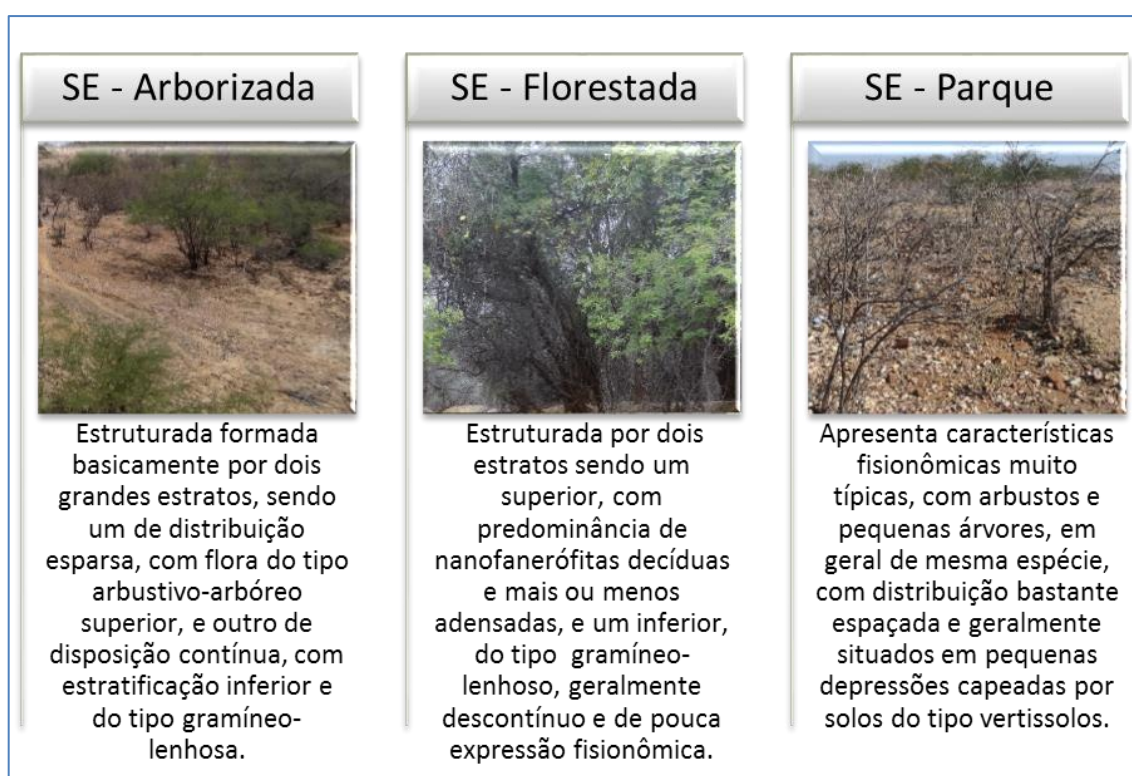 SE - Arborizada
Estruturada formada
basicamente por dois
grandes estratos, sendo
um de distribuição
esparsa, com flora do tipo
arbustivo-arbóreo
superior, e outro de
disposição contínua, com
estratificação inferior e
do tipo gramíneo-
lenhosa.
SE - Florestada
Estruturada por dois
estratos sendo um
superior, com
predominância de
nanofanerófitas decíduas
e mais ou menos
adensadas, e um inferior,
do tipo gramíneo-
lenhoso, geralmente
descontínuo e de pouca
expressão fisionômica.
SE - Parque
Apresenta características
fisionômicas muito
típicas, com arbustos e
pequenas árvores, em
geral de mesma espécie,
com distribuição bastante
espaçada e geralmente
situados em pequenas
depressões capeadas por
solos do tipo vertissolos.